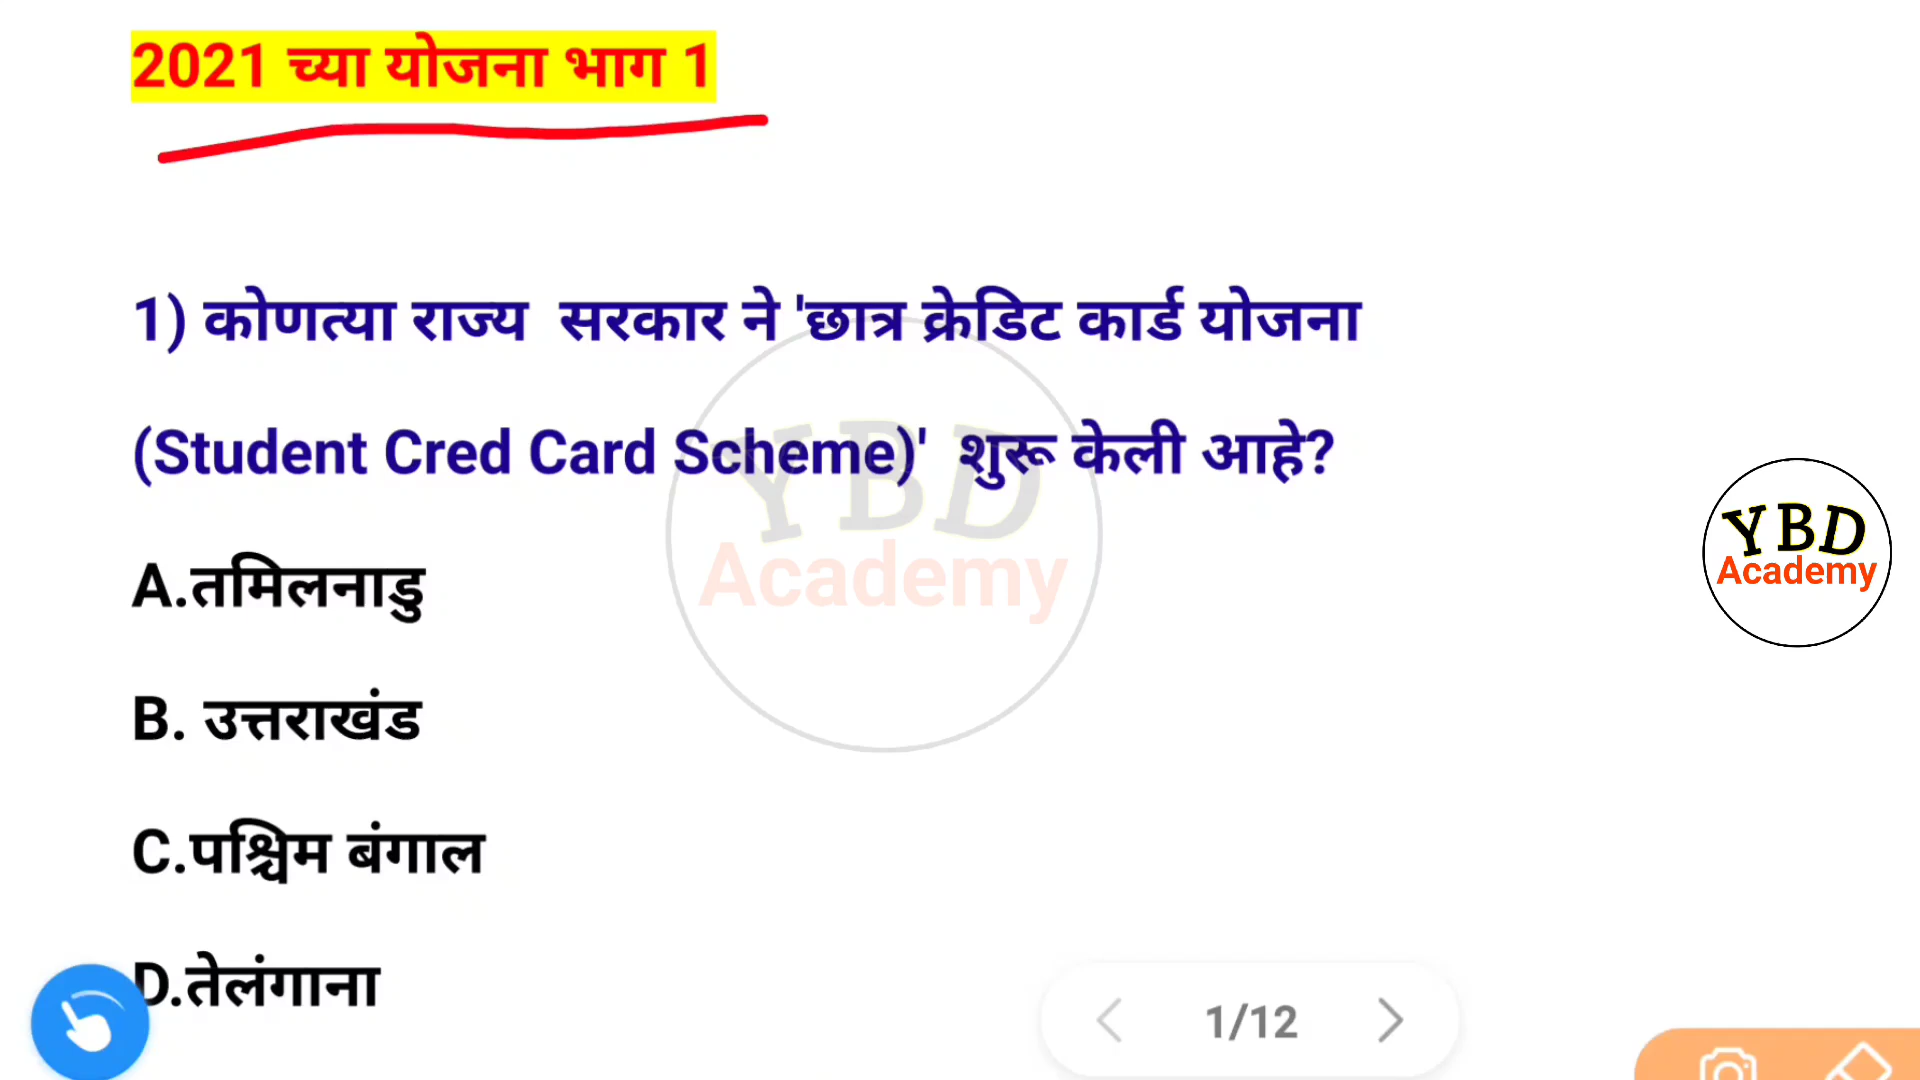 2021 च्या योजना भाग 1
1) कोणत्या राज्य सरकार ने 'छात्र क्रेडिट कार्ड योजना
(Student Cred Card Scheme)' शुरू केली आहे?
A.तमिलनाडु
B. उत्तराखंड
C.पश्चिम बंगाल
D.तेलंगाना
YBD
Academy
YBD
Academy
1/12